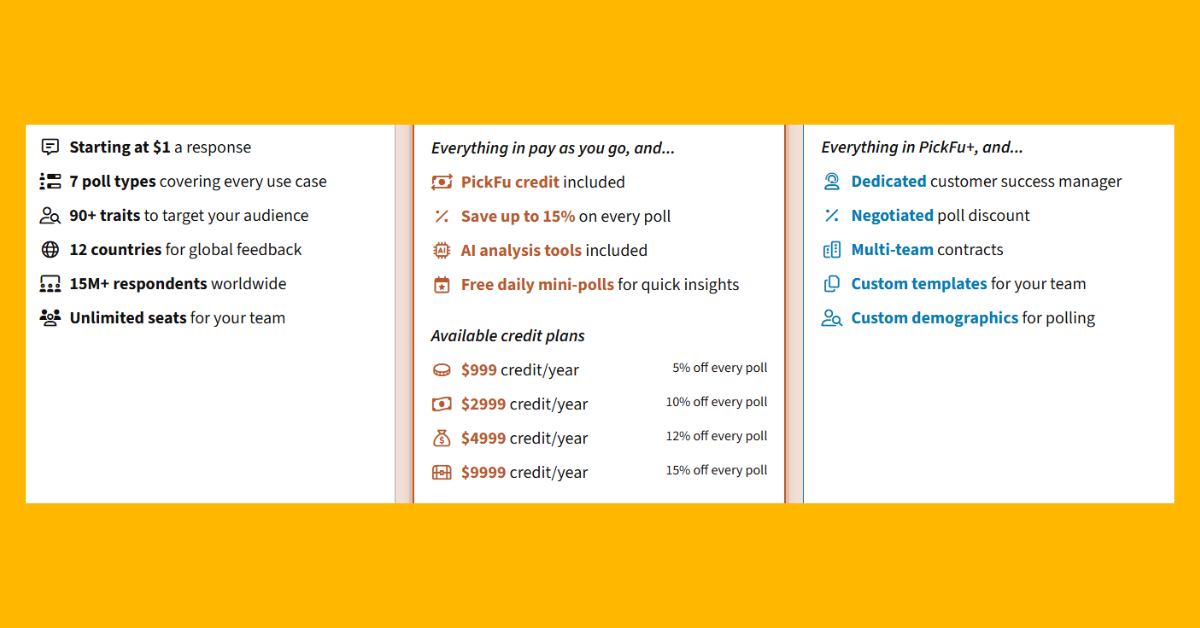 Starting at $1 a response
7 poll types covering every use case
90+ traits to target your audience
12 countries for global feedback
15M+ respondents worldwide
Unlimited seats for your team
Everything in pay as you go, and...
PickFu credit included
Save up to 15% on every poll
AI analysis tools included
Free daily mini-polls for quick insights
Available credit plans
$999 credit/year 5% off every poll
$2999 credit/year 10% off every poll
$4999 credit/year 12% off every poll
$9999 credit/year 15% off every poll
Everything in PickFu+, and...
Dedicated customer success manager
Negotiated poll discount
Multi-team contracts
Custom templates for your team
Custom demographics for polling